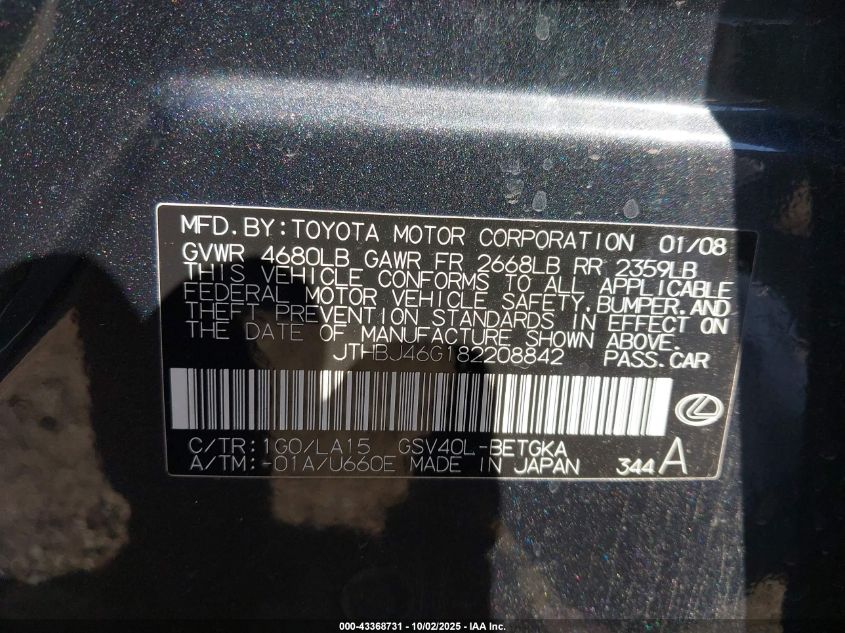 MFD.BY:TOYOTA MOTOR CORPORATION 01/08
GVWR 4680LB GAWR FR 2668LB RR 2359LB
THIS VEHICLE CONFORMS TO ALL APPLICABLE
FEDERAL MOTOR VEHICLE SAFETY,BUMPER,AND
THEFT PREVENTION STANDARDS IN EFFECT ON
THE DATE OF MANUFACTURE SHOWN ABOVE.
JTHBJ46G182208842 PASS.CAR
C/TR:1G0/LA15 GSV40L-BETGKA
A/TM:-01A/U660E MADE IN JAPAN 344 A
000-43368731 - 10/02/2025 - IAA Inc.